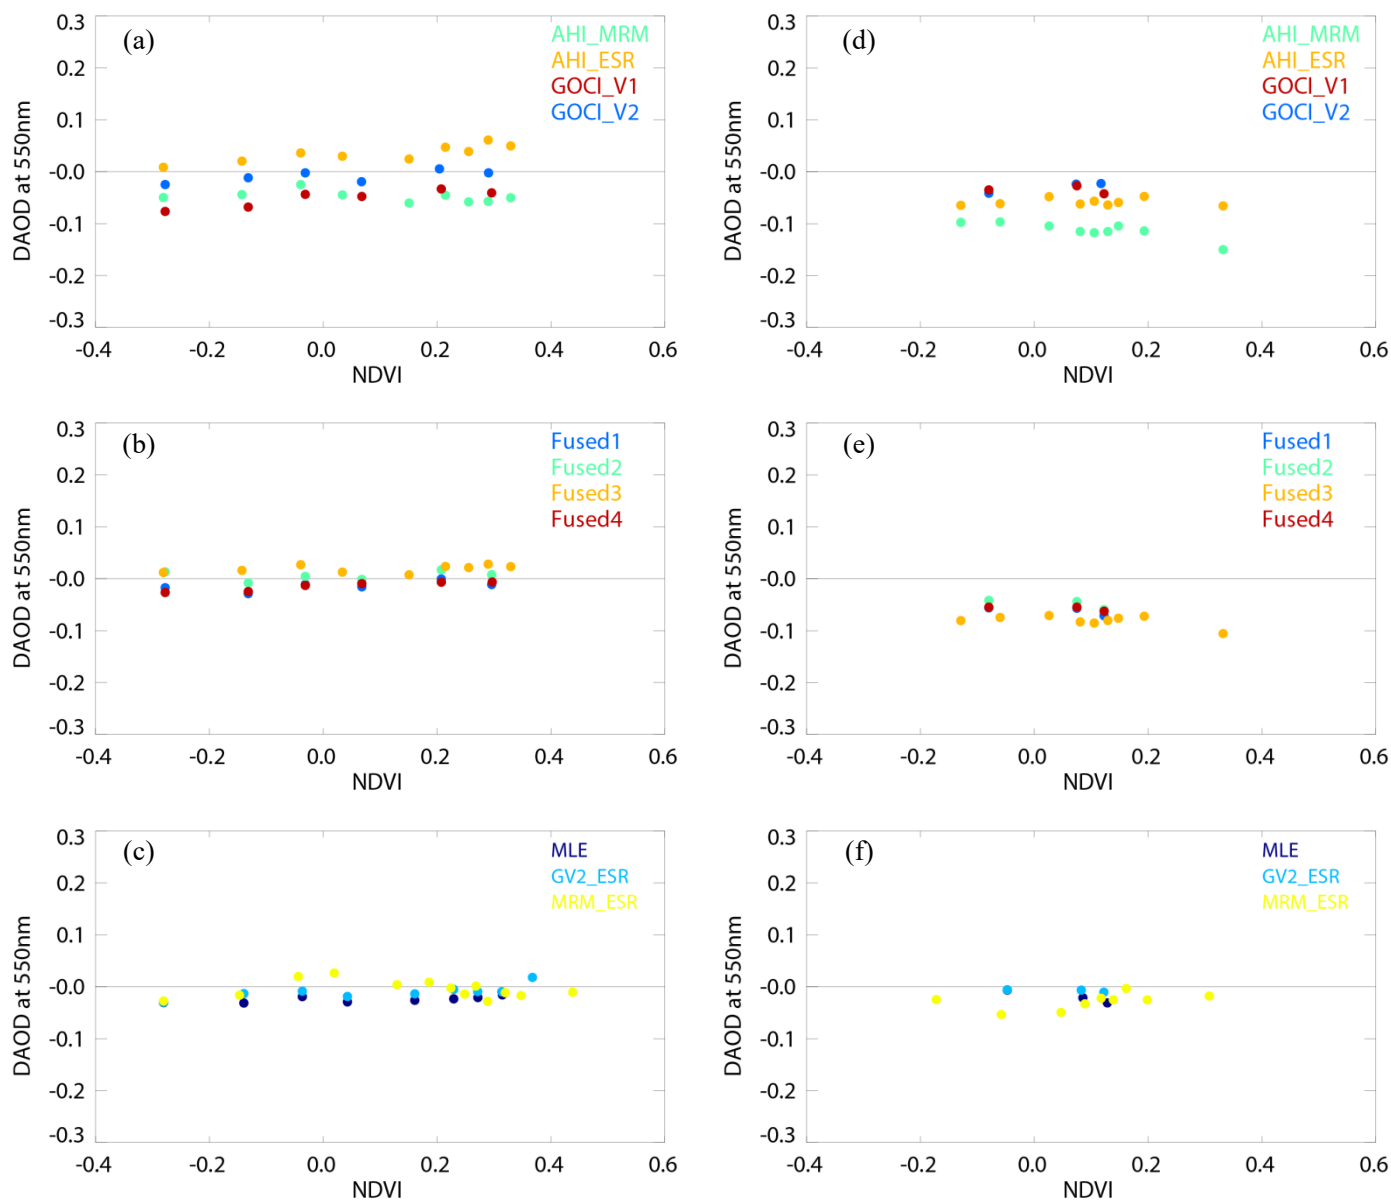 (a)
AHI_MRM
AHI_ESR
GOCI_V1
GOCI_V2
0.3
0.2
0.1
-0.0
-0.1
-0.2
-0.3
DAOD at 550nm
-0.4 -0.2 0.0 0.2 0.4 0.6
NDVI
(d)
AHI_MRM
AHI_ESR
GOCI_V1
GOCI_V2
0.3
0.2
0.1
-0.0
-0.1
-0.2
-0.3
DAOD at 550nm
-0.4 -0.2 0.0 0.2 0.4 0.6
NDVI
(b)
Fused1
Fused2
Fused3
Fused4
0.3
0.2
0.1
-0.0
-0.1
-0.2
-0.3
DAOD at 550nm
-0.4 -0.2 0.0 0.2 0.4 0.6
NDVI
(e)
Fused1
Fused2
Fused3
Fused4
0.3
0.2
0.1
-0.0
-0.1
-0.2
-0.3
DAOD at 550nm
-0.4 -0.2 0.0 0.2 0.4 0.6
NDVI
(c)
MLE
GV2_ESR
MRM_ESR
0.3
0.2
0.1
-0.0
-0.1
-0.2
-0.3
DAOD at 550nm
-0.4 -0.2 0.0 0.2 0.4 0.6
NDVI
(f)
MLE
GV2_ESR
MRM_ESR
0.3
0.2
0.1
-0.0
-0.1
-0.2
-0.3
DAOD at 550nm
-0.4 -0.2 0.0 0.2 0.4 0.6
NDVI